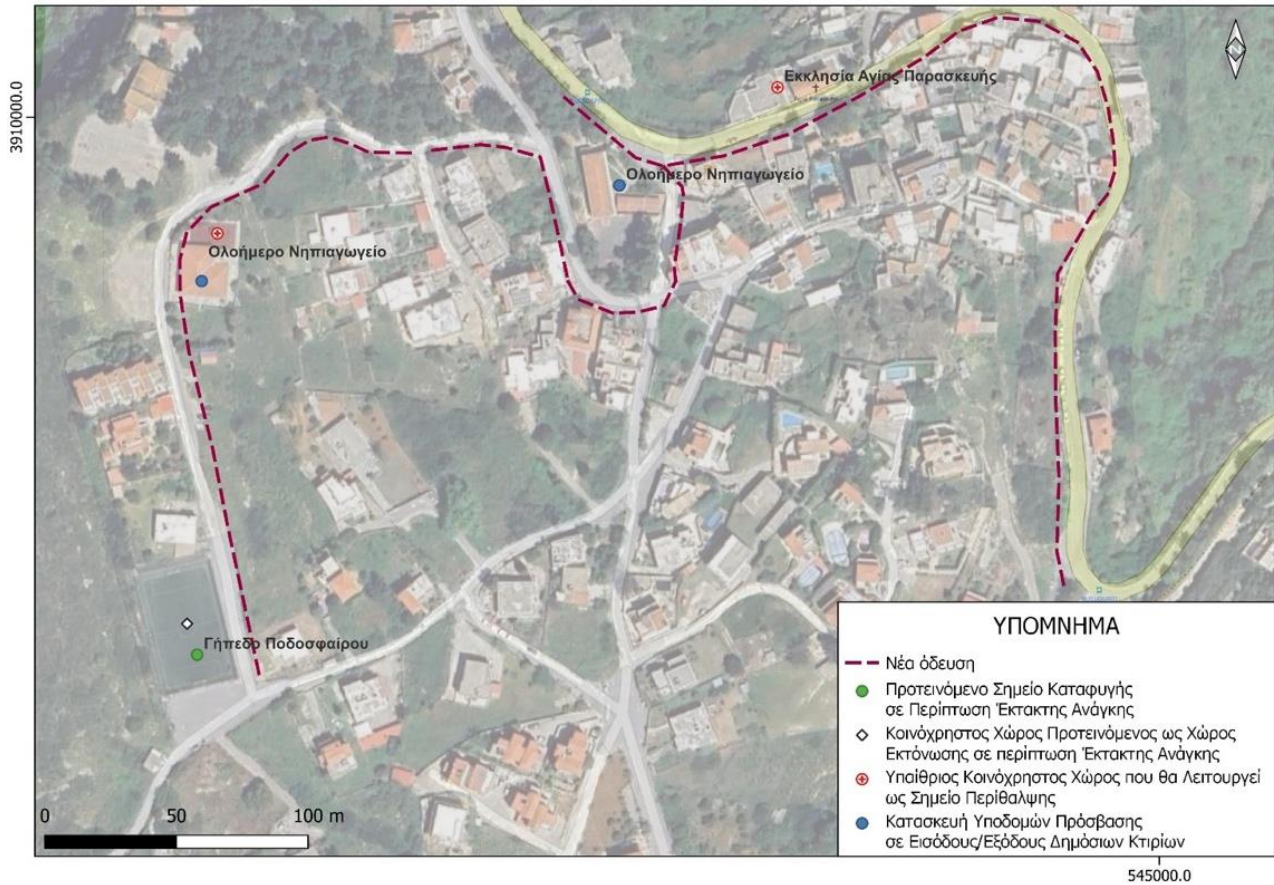 Εκκλησία Αγίας Παρασκευής
3910000.0
Ολοήμερο Νηπιαγωγείο
Ολοήμερο Νηπιαγωγείο
Γήπεδο Ποδοσφαίρου
ΥΠΟΜΝΗΜΑ
Νέα όδευση
Προτεινόμενο Σημείο Καταφυγής
σε Περίπτωση Έκτακτης Ανάγκης
Κοινόχρηστος Χώρος Προτεινόμενος ως Χώρος
Εκτόνωσης σε περίπτωση Έκτακτης Ανάγκης
Υπαίθριος Κοινόχρηστος Χώρος που θα Λειτουργεί
ως Σημείο Περίθαλψης
Κατασκευή Υποδομών Πρόσβασης
σε Εισόδους/Εξόδους Δημόσιων Κτιρίων
0 50 100 m
545000.0